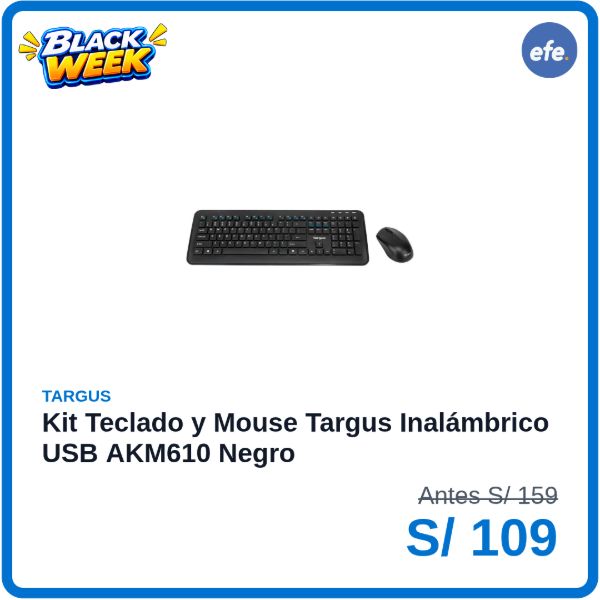 BLACK
WEEK
efe.
TARGUS
Kit Teclado y Mouse Targus Inalámbrico
USB AKM610 Negro
Antes S/ 159
S/ 109